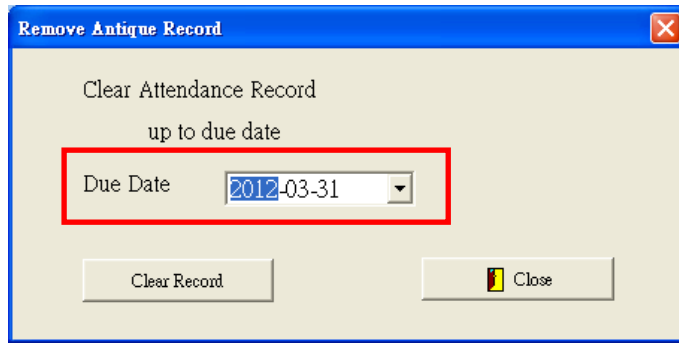 Remove Antique Record
Clear Attendance Record
up to due date
Due Date 2012-03-31
Clear Record Close